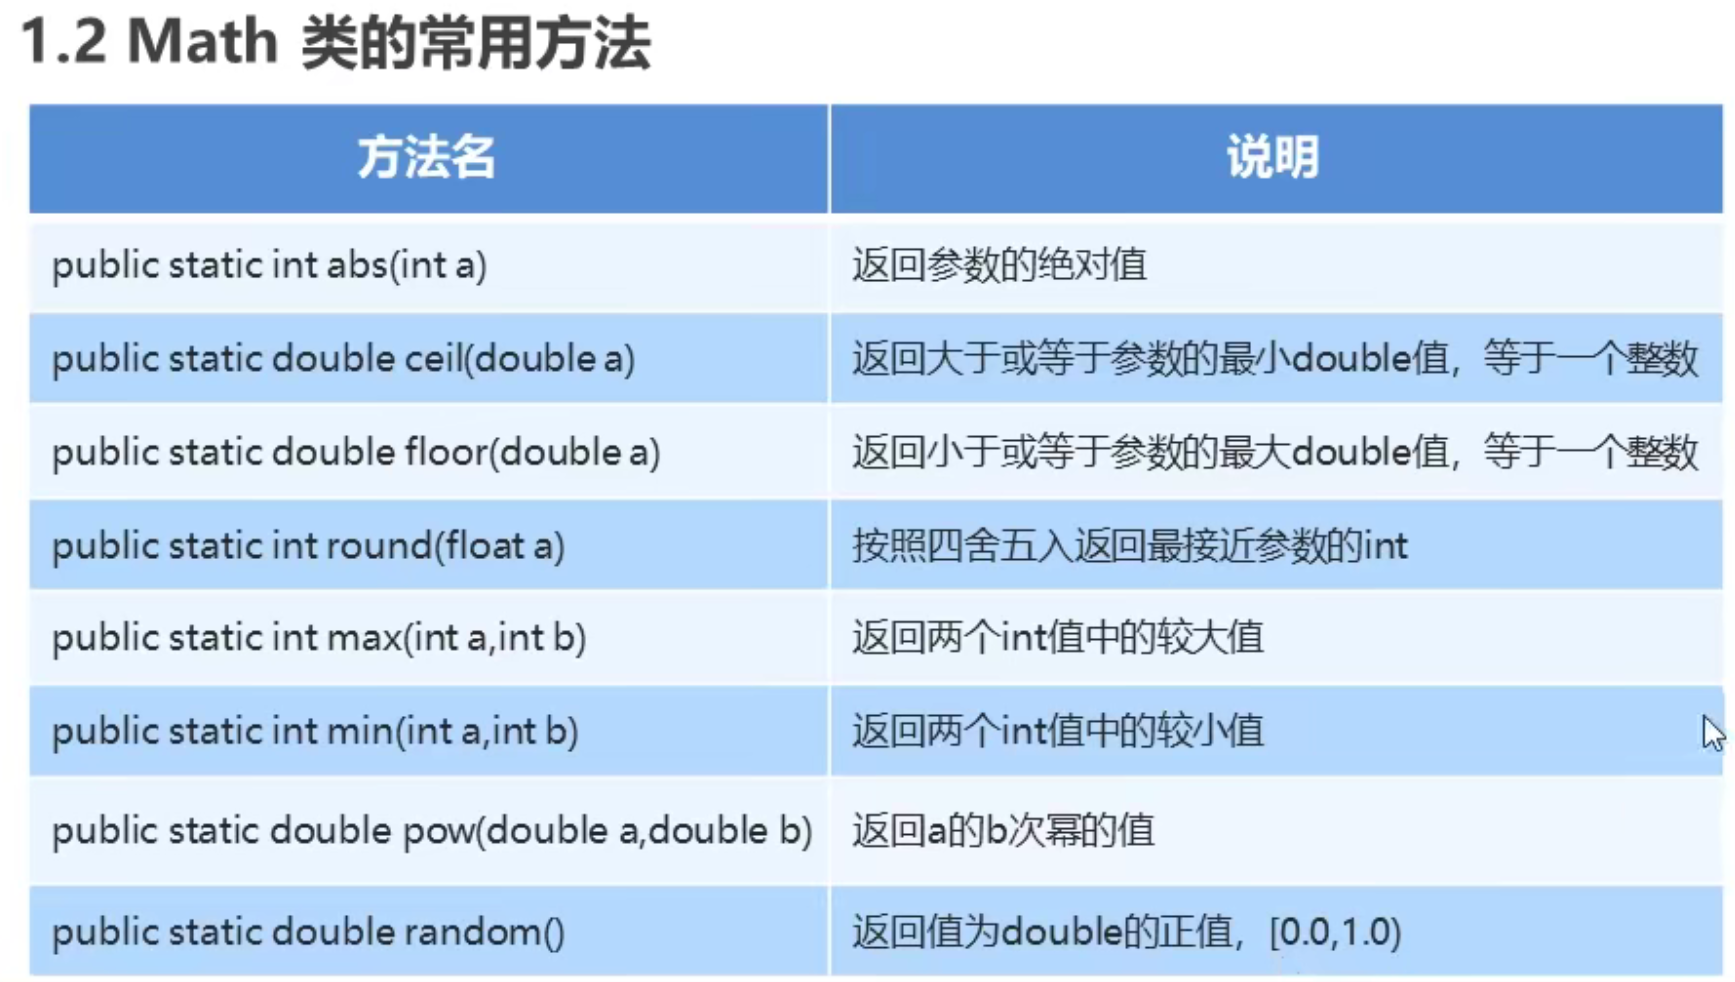 1.2 Math 类的常用方法
方法名 说明
public static int abs(int a) 返回参数的绝对值
public static double ceil(double a) 返回大于或等于参数的最小double值，等于一个整数
public static double floor(double a) 返回小于或等于参数的最大double值，等于一个整数
public static int round(float a) 按照四舍五入返回最接近参数的int
public static int max(int a,int b) 返回两个int值中的较大值
public static int min(int a,int b) 返回两个int值中的较小值
public static double pow(double a,double b) 返回a的b次幂的值
public static double random() 返回值为double的正值，[0.0,1.0)